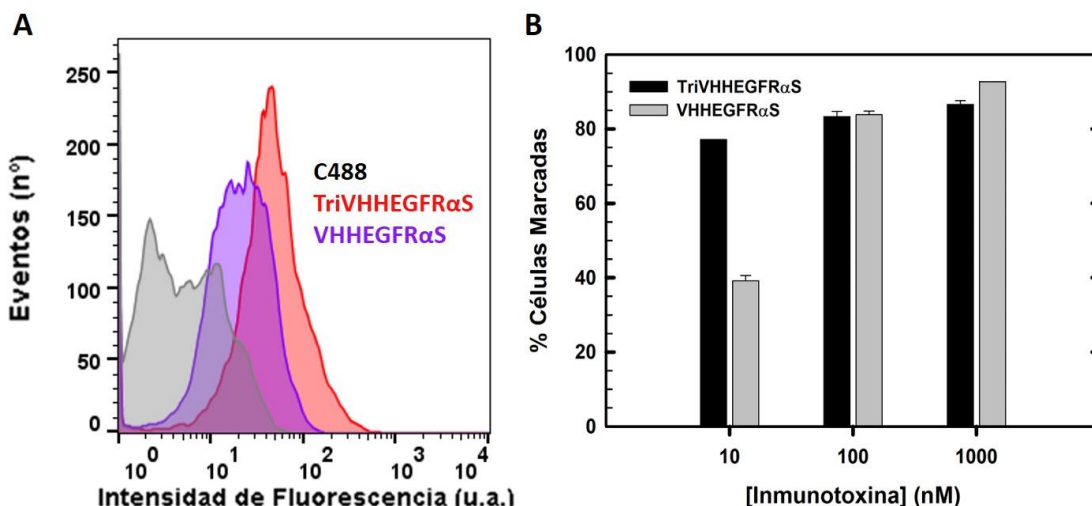 A
Eventos (nº)
250
200
150
100
50
0
C488
TriVHHEGFRαS
VHHEGFRαS
10^0 10^1 10^2 10^3 10^4
Intensidad de Fluorescencia (u.a.)
B
% Células Marcadas
100
80
60
40
20
0
TriVHHEGFRαS
VHHEGFRαS
10 100 1000
[Inmunotoxina] (nM)